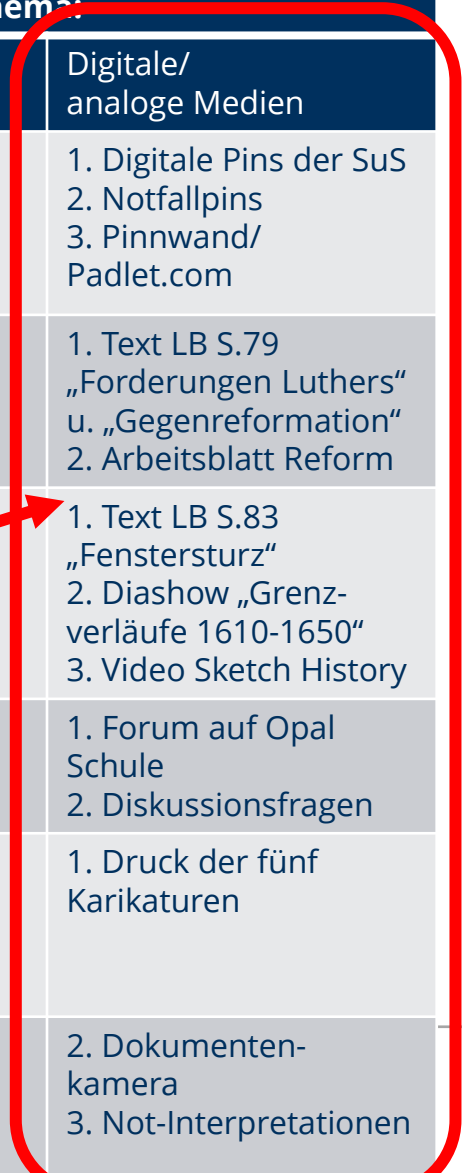 hema:
Digitale/
analoge Medien
1. Digitale Pins der SuS
2. Notfallpins
3. Pinnwand/
Padlet.com
1. Text LB S.79
„Forderungen Luthers“
u. „Gegenreformation“
2. Arbeitsblatt Reform
1. Text LB S.83
„Fenstersturz“
2. Diashow „Grenz-
verläufe 1610-1650“
3. Video Sketch History
1. Forum auf Opal
Schule
2. Diskussionsfragen
1. Druck der fünf
Karikaturen
2. Dokumenten-
kamera
3. Not-Interpretationen